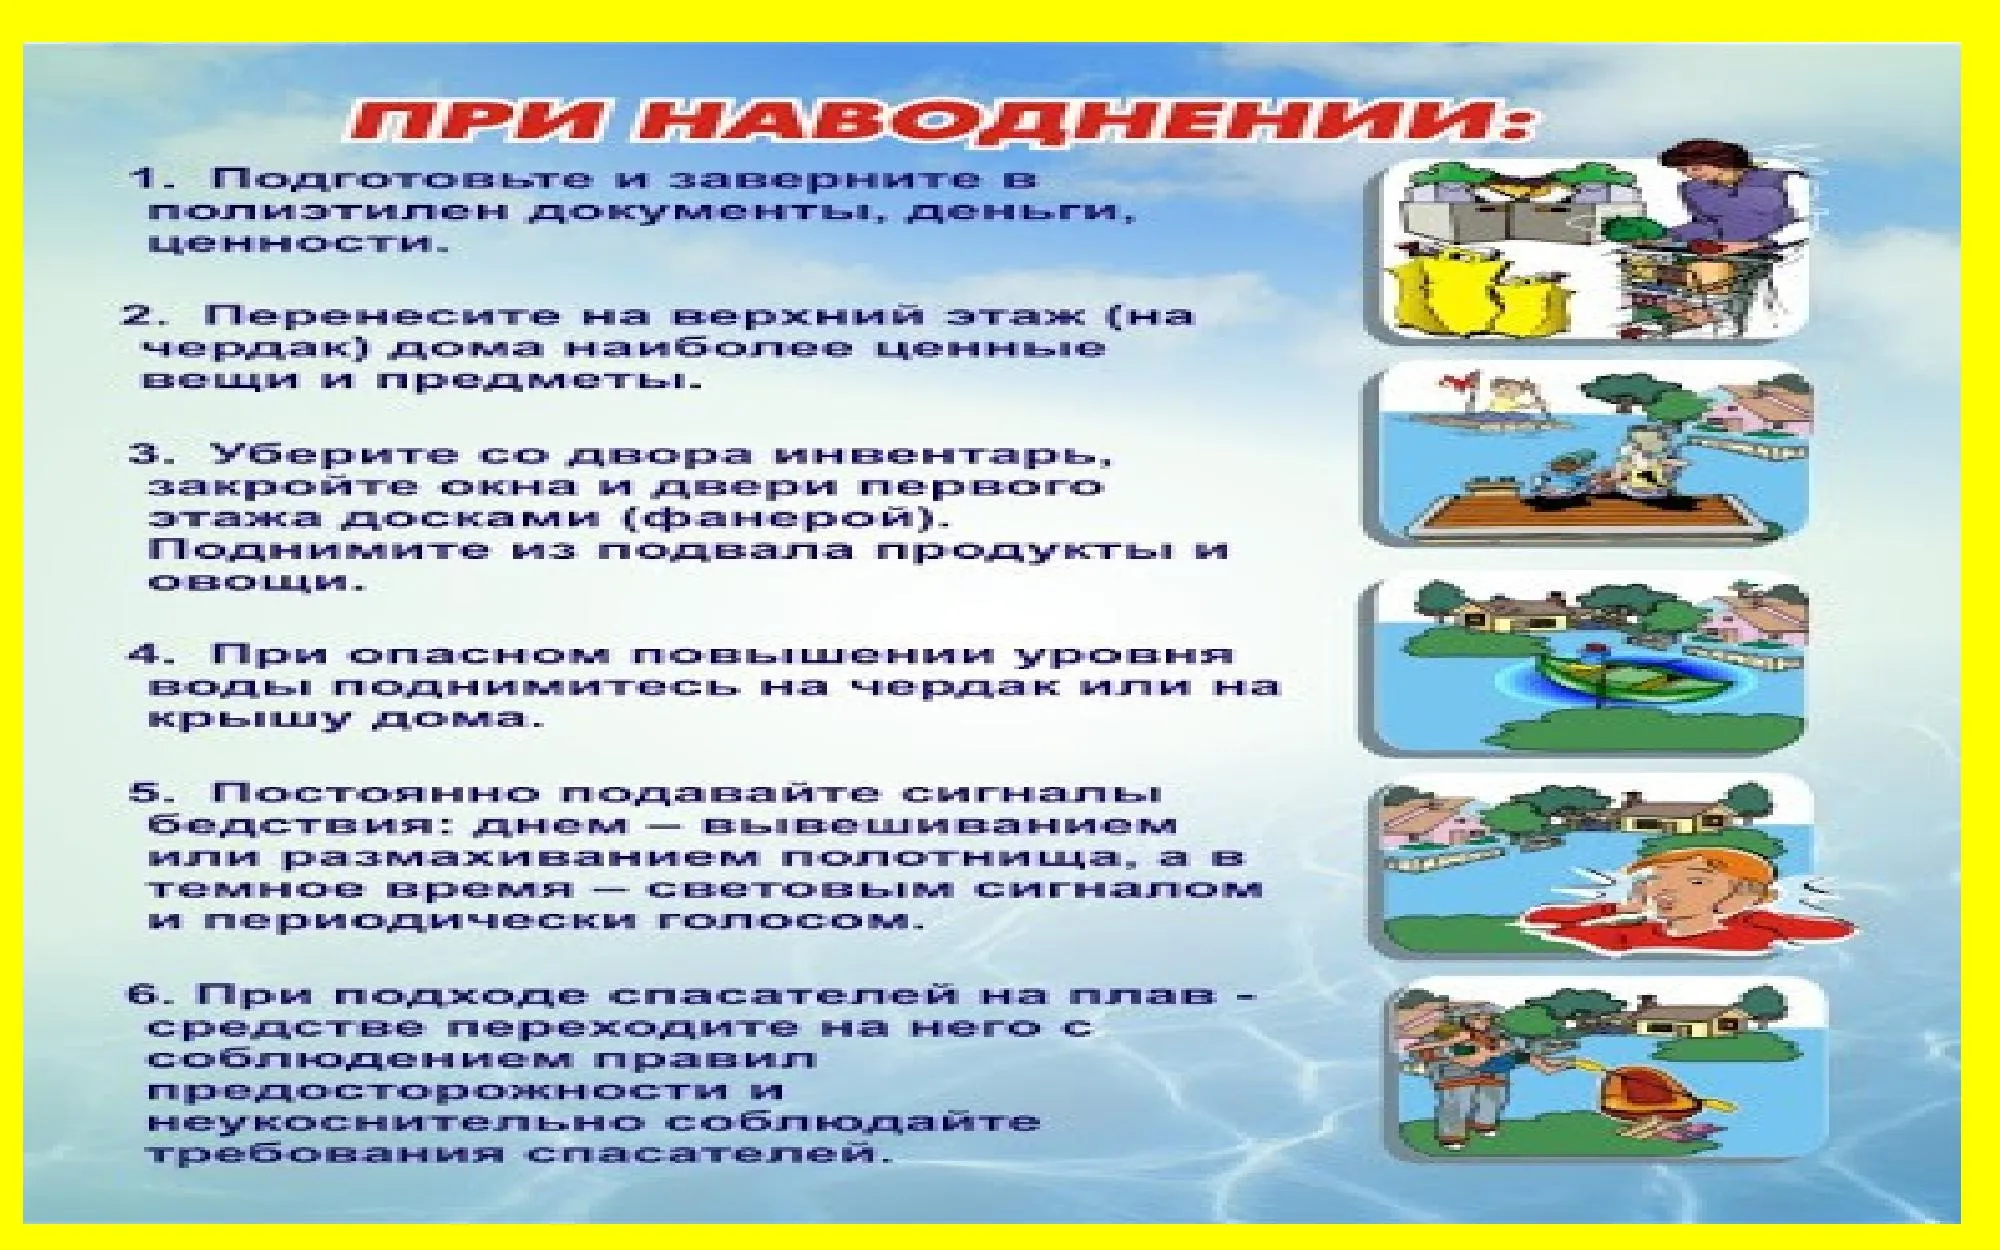 ПРИ НАВОДНЕНИИ:
1. Подготовьте и заверните в
полиэтилен документы, деньги,
ценности.
2. Перенесите на верхний этаж (на
чердак) дома наиболее ценные
вещи и предметы.
3. Уберите со двора инвентарь,
закройте окна и двери первого
этажа досками (фанерой).
Поднимите из подвала продукты и
овощи.
4. При опасном повышении уровня
воды поднимитесь на чердак или на
крышу дома.
5. Постоянно подавайте сигналы
бедствия: днем – вывешиванием
или размахиванием полотнища, а в
темное время – световым сигналом
и периодически голосом.
6. При подходе спасателей на плав -
средстве переходите на него с
соблюдением правил
предосторожности и
неукоснительно соблюдайте
требования спасателей.